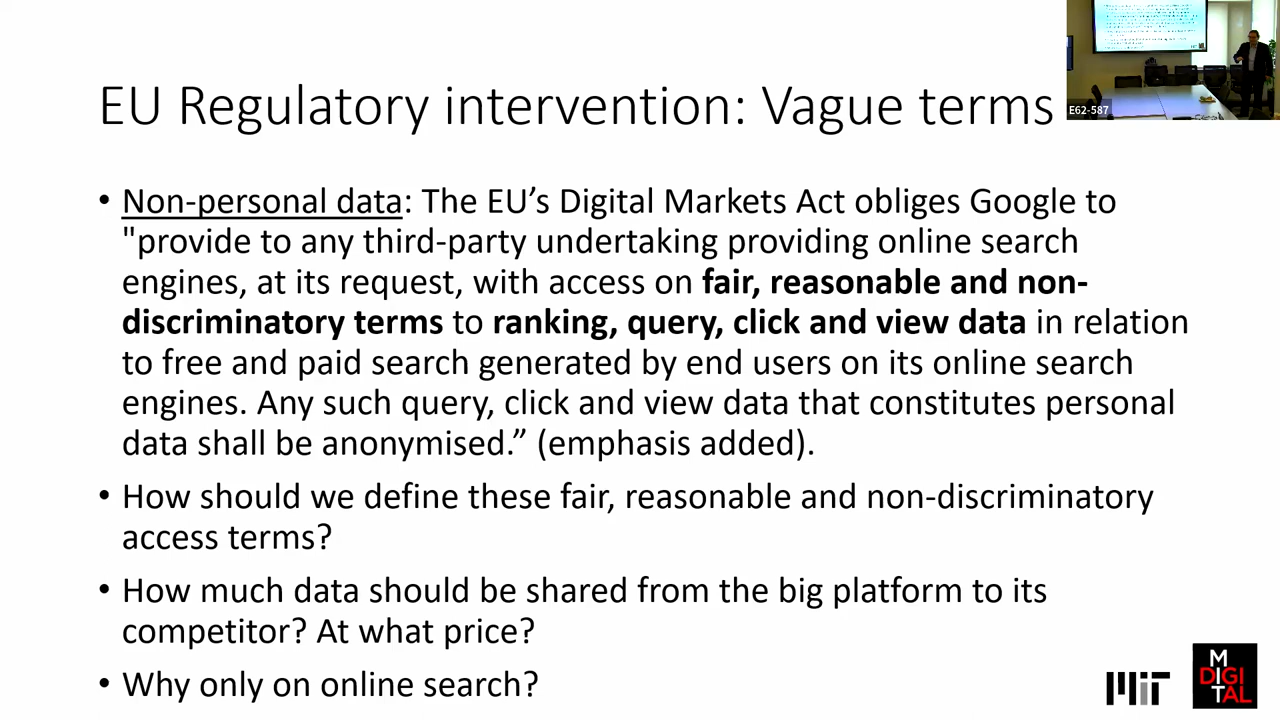 EU Regulatory intervention: Vague terms
E62-587
• Non-personal data: The EU’s Digital Markets Act obliges Google to
"provide to any third-party undertaking providing online search
engines, at its request, with access on fair, reasonable and non-
discriminatory terms to ranking, query, click and view data in relation
to free and paid search generated by end users on its online search
engines. Any such query, click and view data that constitutes personal
data shall be anonymised.” (emphasis added).
• How should we define these fair, reasonable and non-discriminatory
access terms?
• How much data should be shared from the big platform to its
competitor? At what price?
• Why only on online search?
MIT
M
DIGI
TAL